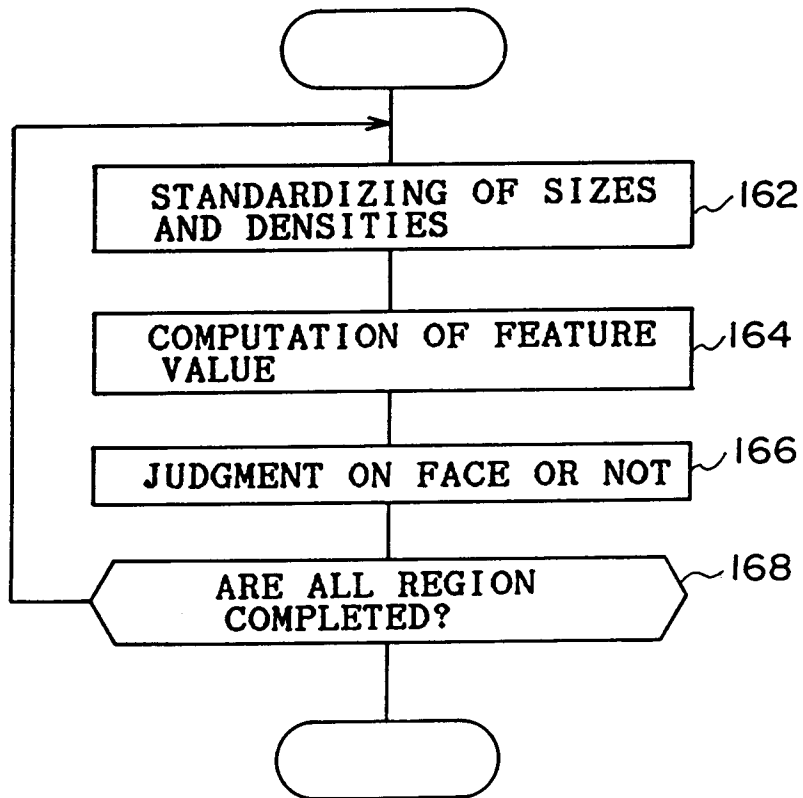 STANDARDIZING OF SIZES
AND DENSITIES
162
COMPUTATION OF FEATURE
VALUE
164
JUDGMENT ON FACE OR NOT
166
ARE ALL REGION
COMPLETED?
168